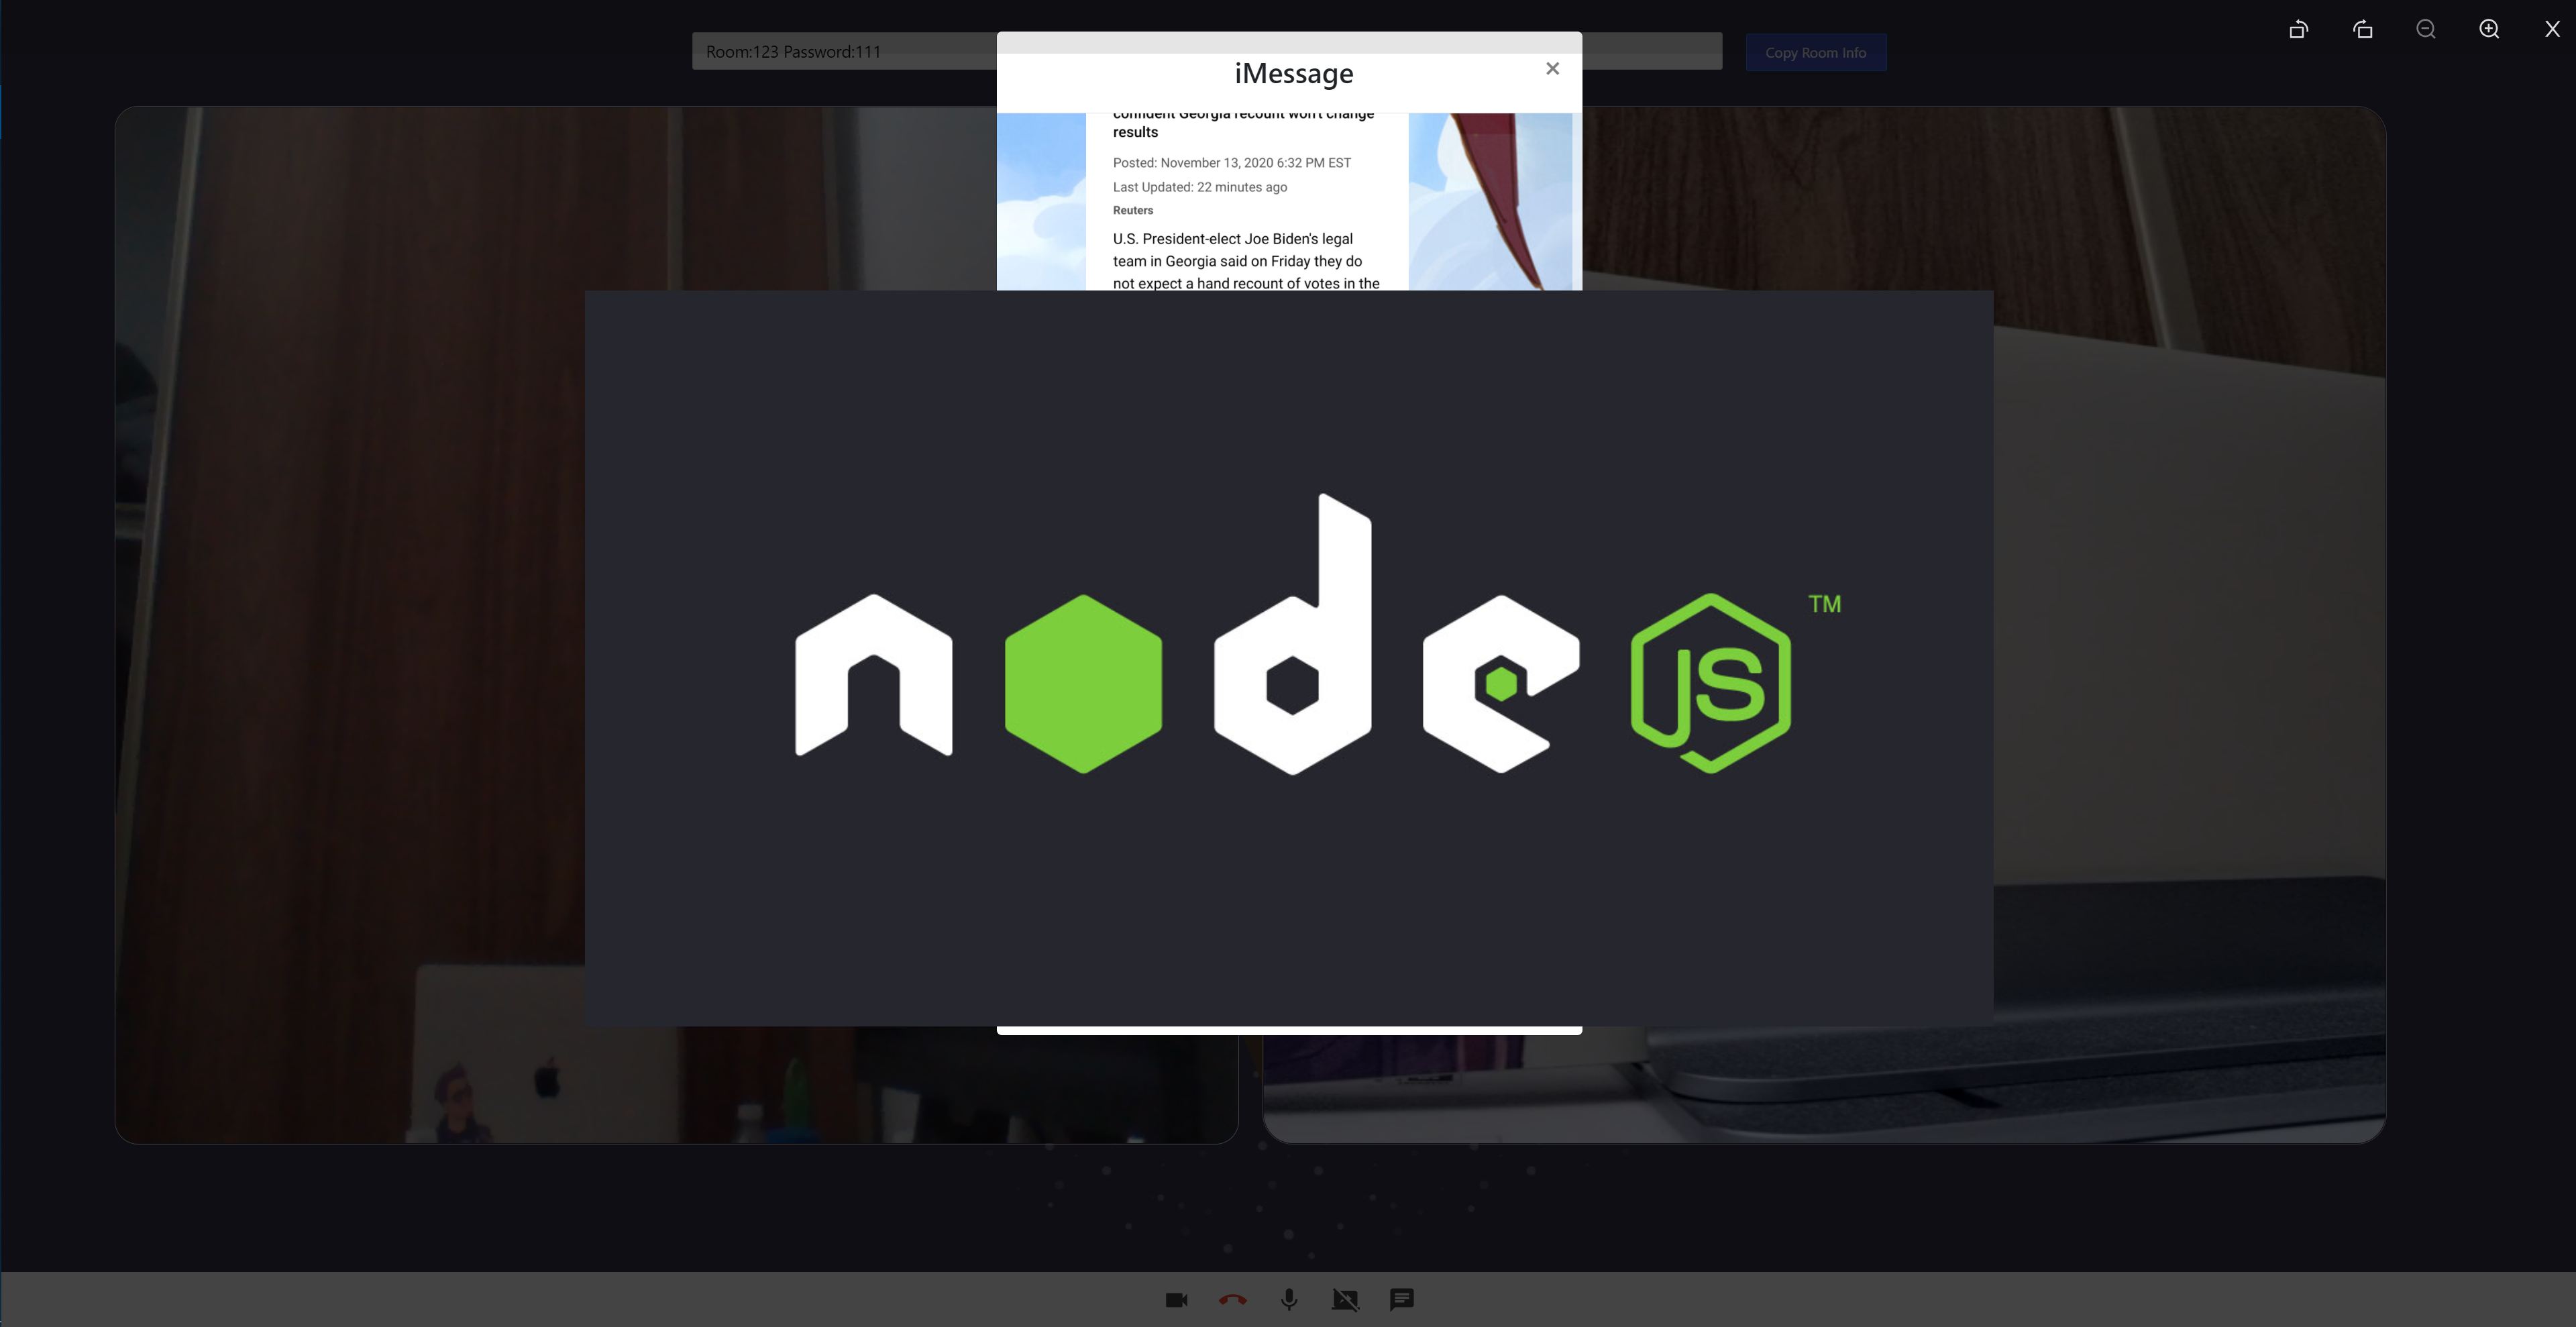 Room:123 Password:111
Copy Room Info
iMessage
confident Georgia recount won't change
results
Posted: November 13, 2020 6:32 PM EST
Last Updated: 22 minutes ago
Reuters
U.S. President-elect Joe Biden's legal
team in Georgia said on Friday they do
not expect a hand recount of votes in the
node JS TM